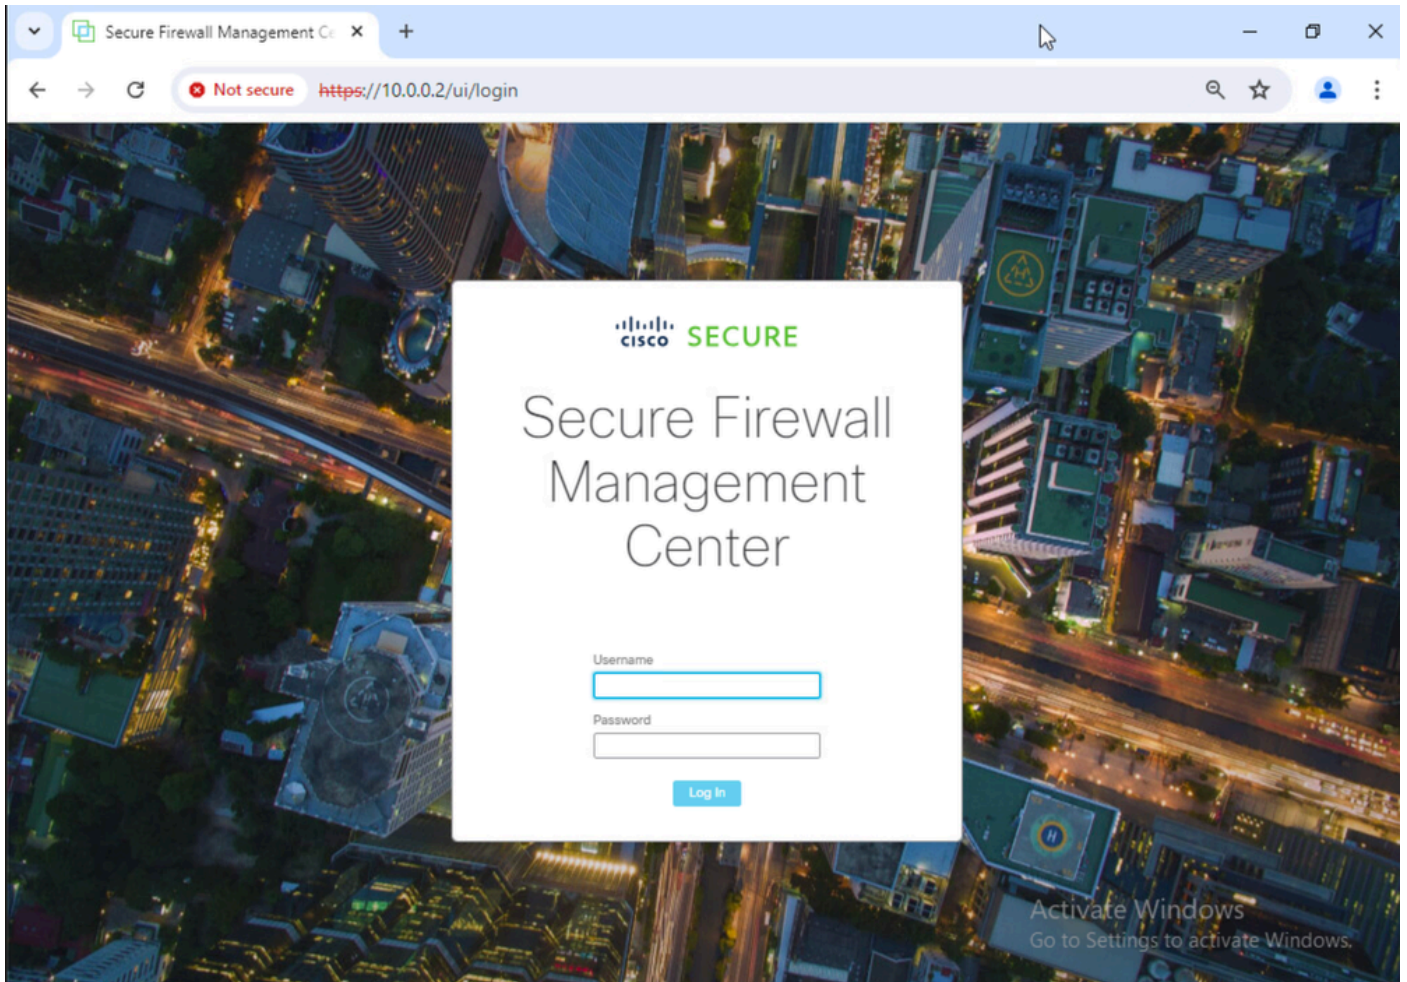 Secure Firewall Management Ce
Not secure
https://10.0.0.2/ui/login
cisco SECURE
Secure Firewall
Management
Center
Username
Password
Log In
H
Activate Windows
Go to Settings to activate Windows.